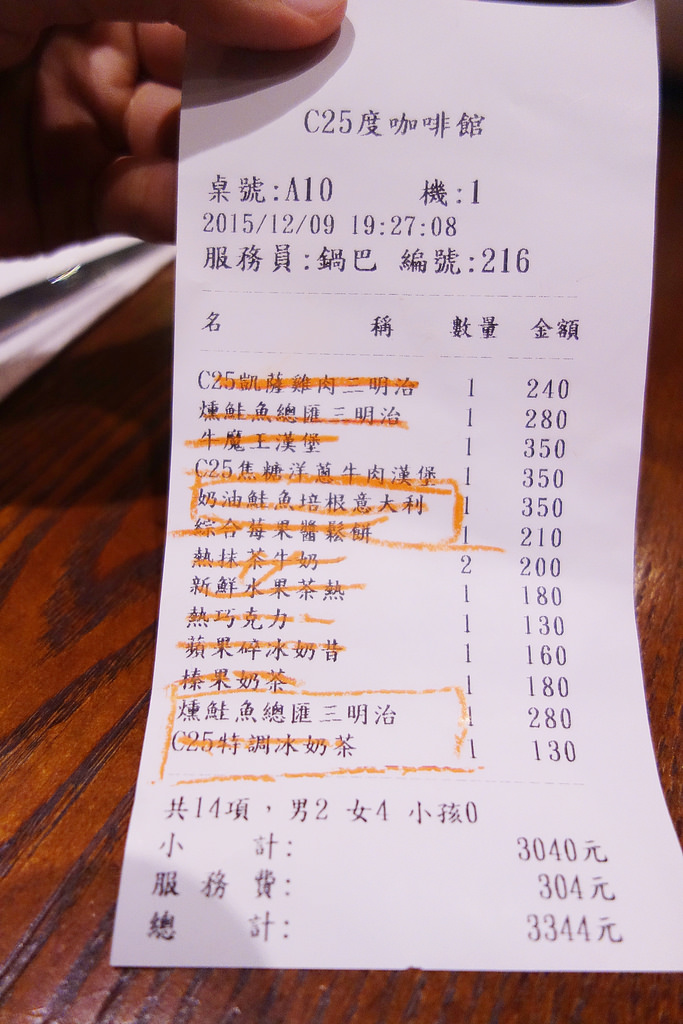 C25度咖啡館
桌號:A10 機:1
2015/12/09 19:27:08
服務員:鍋巴 編號:216
名 稱 數量 金額
C25凱薩雞肉三明治 1 240
燻鮭魚總匯三明治 1 280
牛魔王漢堡 1 350
C25焦糖洋蔥牛肉漢堡 1 350
奶油鮭魚培根意大利 1 350
綜合莓果醬鬆餅 1 210
熱抹茶牛奶 2 200
新鮮水果茶熱 1 180
熱巧克力 1 130
蘋果碎冰奶昔 1 160
榛果奶茶 1 180
燻鮭魚總匯三明治 1 280
C25特調冰奶茶 1 130
共14項，男2 女4 小孩0
小 計: 3040元
服 務 費: 304元
總 計: 3344元